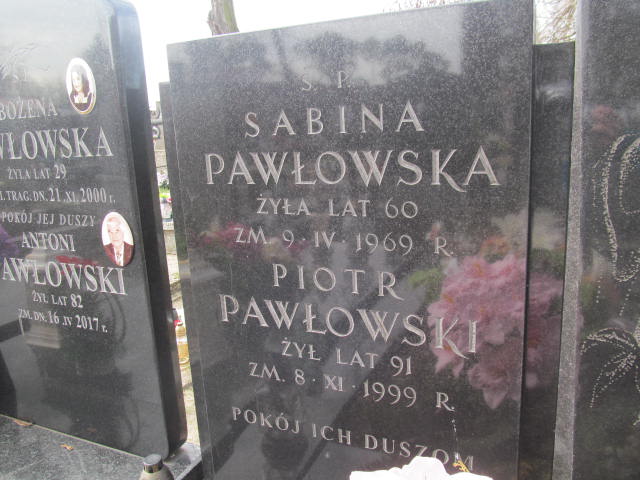 BOŻENA
WŁOWSKA
ŻYŁA LAT 29
TRAG. DN. 21. XI. 2000 r.
POKÓJ JEJ DUSZY
ANTONI
PAWŁOWSKI
ŻYŁ LAT 82
ZM. DN. 16. IV 2017 r.
Ś. P.
SABINA
PAWŁOWSKA
ŻYŁA LAT 60
ZM. 9 · IV · 1969 R.
PIOTR
PAWŁOWSKI
ŻYŁ LAT 91
ZM. 8 · XI · 1999 R.
POKÓJ ICH DUSZOM